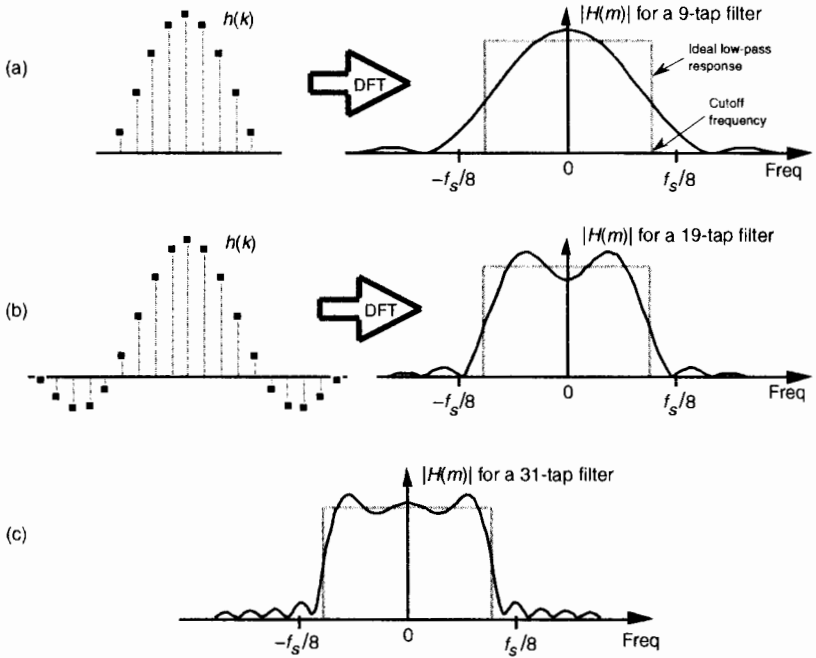 (a)
h(k)
DFT
|H(m)| for a 9-tap filter
Ideal low-pass
response
Cutoff
frequency
−fs/8
0
fs/8
Freq
(b)
h(k)
DFT
|H(m)| for a 19-tap filter
−fs/8
0
fs/8
Freq
(c)
|H(m)| for a 31-tap filter
−fs/8
0
fs/8
Freq